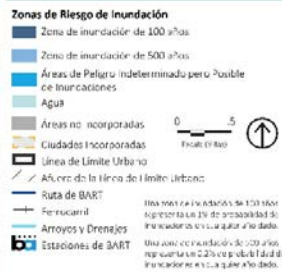 Zonas de Riesgo de Inundación
Zona de inundación de 100 años
Zona de inundación de 500 años
Áreas de Peligro Indeterminado pero Posible
de Inundaciones
Agua
Áreas no Incorporadas
Ciudades Incorporadas
Línea de Límite Urbano
Afuera de la Línea de Límite Urbano
Ruta de BART
Ferrocarril
Arroyos y Drenajes
Estaciones de BART
0 .5
Escala (Millas)
Una zona de inundación de 100 años
representa un 1% de probabilidad de
inundaciones en cualquier año dado.
Una zona de inundación de 500 años
representa un 0.2% de probabilidad de
inundaciones en cualquier año dado.